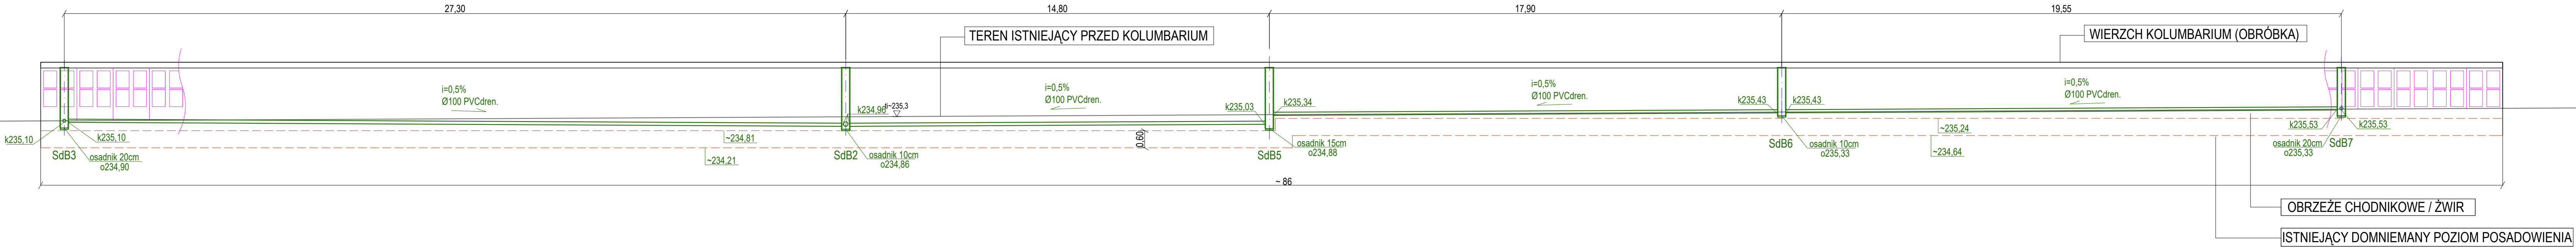 27,30
14,80
17,90
19,55
TEREN ISTNIEJĄCY PRZED KOLUMBARIUM
WIERZCH KOLUMBARIUM (OBRÓBKA)
i=0,5%
Ø100 PVCdren.
i=0,5%
Ø100 PVCdren.
i=0,5%
Ø100 PVCdren.
i=0,5%
Ø100 PVCdren.
k235,10
k235,10
k234,96
ti~235,3
k235,03
k235,34
k235,43
k235,43
k235,53
k235,53
SdB3
osadnik 20cm
o234,90
~234,81
~234,21
SdB2
osadnik 10cm
o234,86
0,60
SdB5
osadnik 15cm
o234,88
SdB6
osadnik 10cm
o235,33
~235,24
~234,64
osadnik 20cm
o235,33
SdB7
~ 86
OBRZEŻE CHODNIKOWE / ŻWIR
ISTNIEJĄCY DOMNIEMANY POZIOM POSADOWIENIA